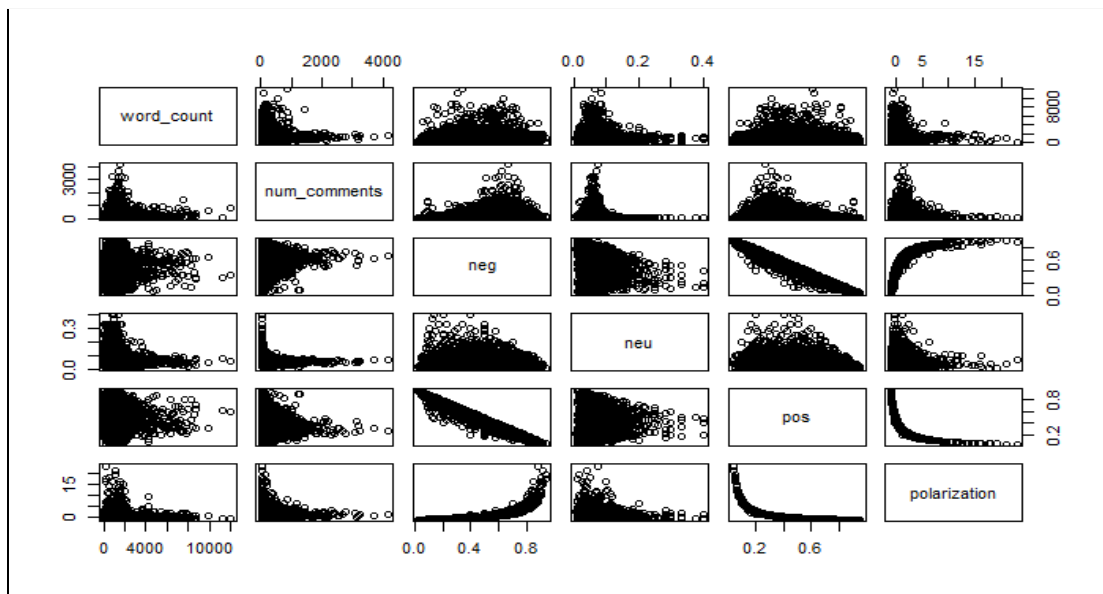 0 2000 4000 0.0 0.2 0.4 0 5 15
word_count 0 8000
0 3000 num_comments
neg 0.0 0.6
0.0 0.3 neu
pos 0.2 0.8
0 15 polarization
0 4000 10000 0.0 0.4 0.8 0.2 0.6